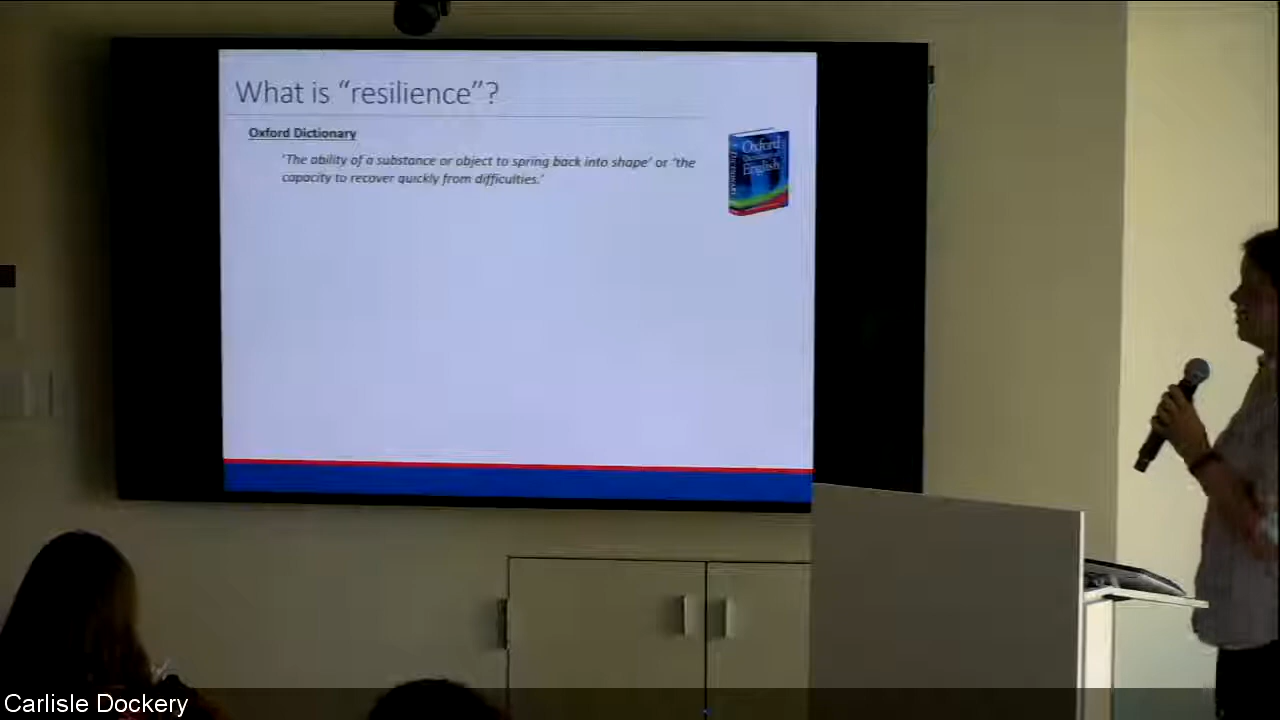 What is “resilience”?
Oxford Dictionary
‘The ability of a substance or object to spring back into shape’ or ‘the
capacity to recover quickly from difficulties.’
Oxford
Dictionary of
English
DICTIONARY
Carlisle Dockery